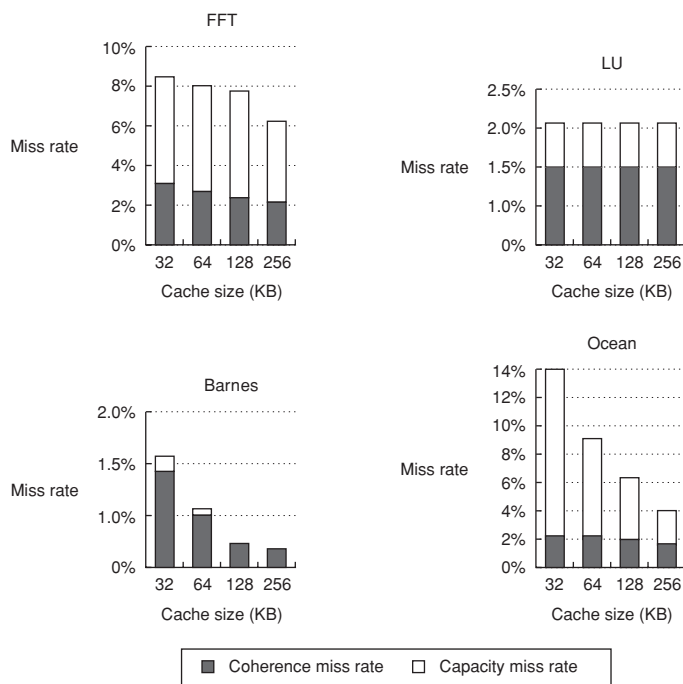 FFT
10%
8%
6%
4%
2%
0%
Miss rate
32 64 128 256
Cache size (KB)
LU
2.5%
2.0%
1.5%
1.0%
0%
Miss rate
32 64 128 256
Cache size (KB)
Barnes
2.0%
1.5%
1.0%
0%
Miss rate
32 64 128 256
Cache size (KB)
Ocean
14%
12%
10%
8%
6%
4%
2%
0%
Miss rate
32 64 128 256
Cache size (KB)
Coherence miss rate Capacity miss rate